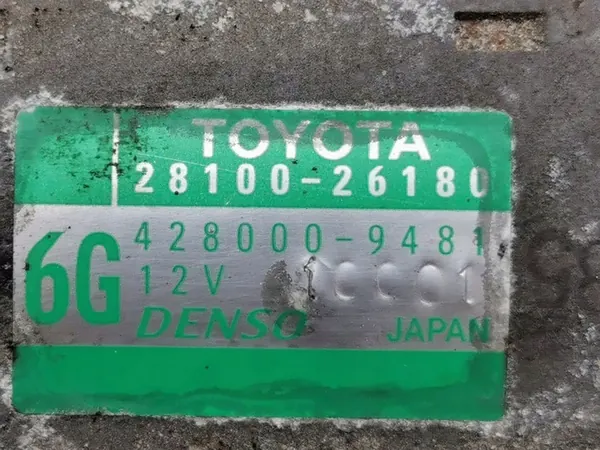 TOYOTA
28100-26180
6G
428000-9481
12V
DENSO JAPAN